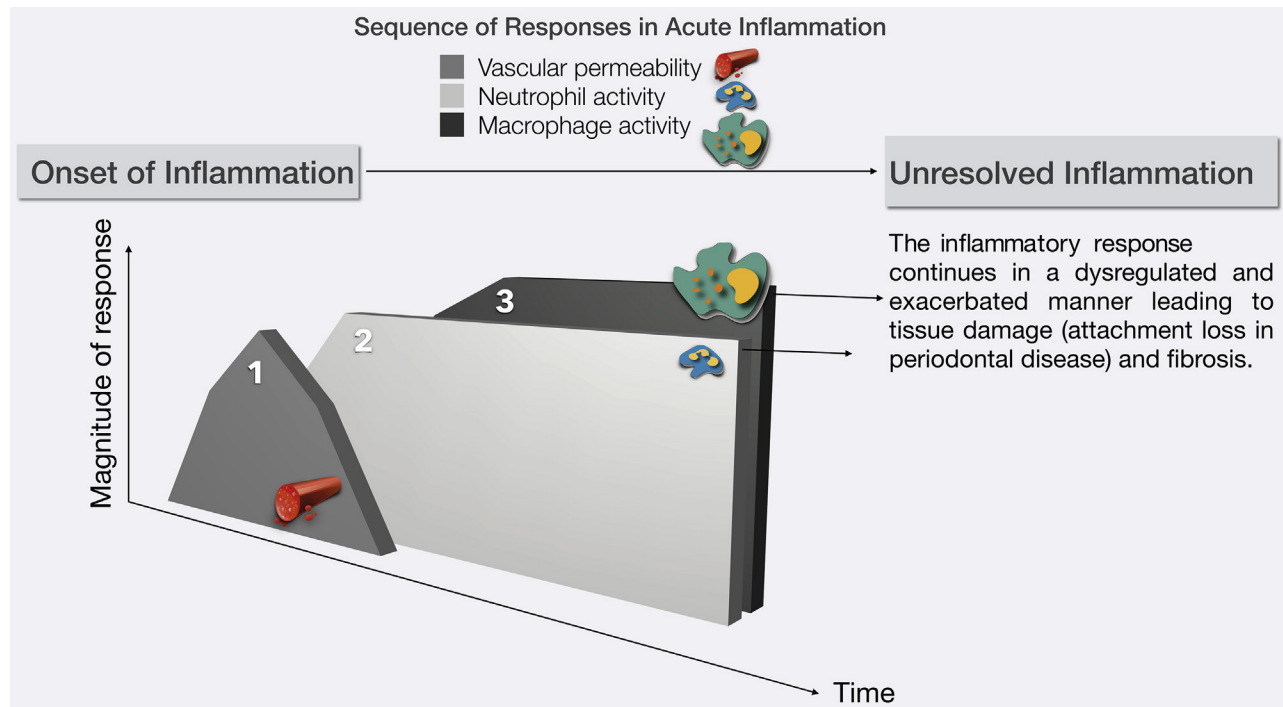 Sequence of Responses in Acute Inflammation
Vascular permeability
Neutrophil activity
Macrophage activity
Onset of Inflammation
Unresolved Inflammation
The inflammatory response
continues in a dysregulated and
exacerbated manner leading to
tissue damage (attachment loss in
periodontal disease) and fibrosis.
Magnitude of response
1
2
3
Time